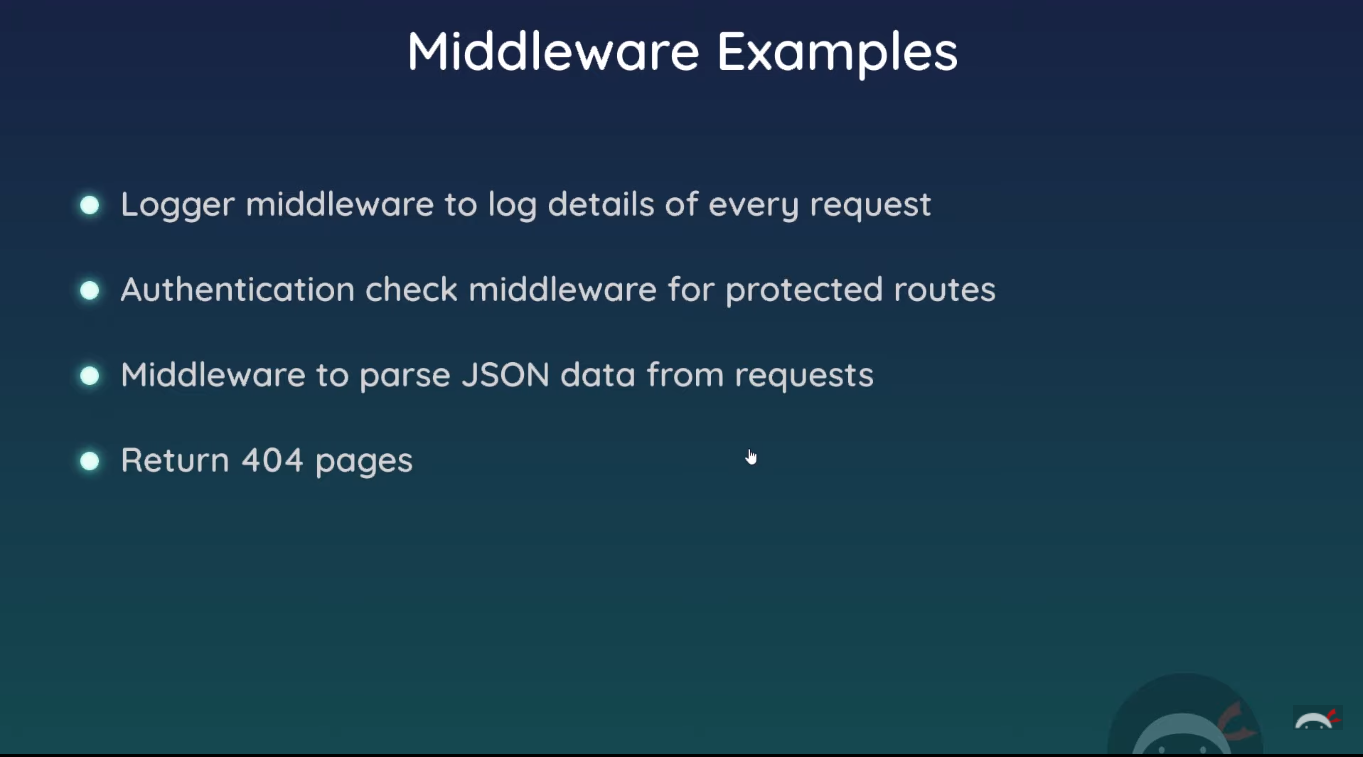 Middleware Examples
Logger middleware to log details of every request
Authentication check middleware for protected routes
Middleware to parse JSON data from requests
Return 404 pages